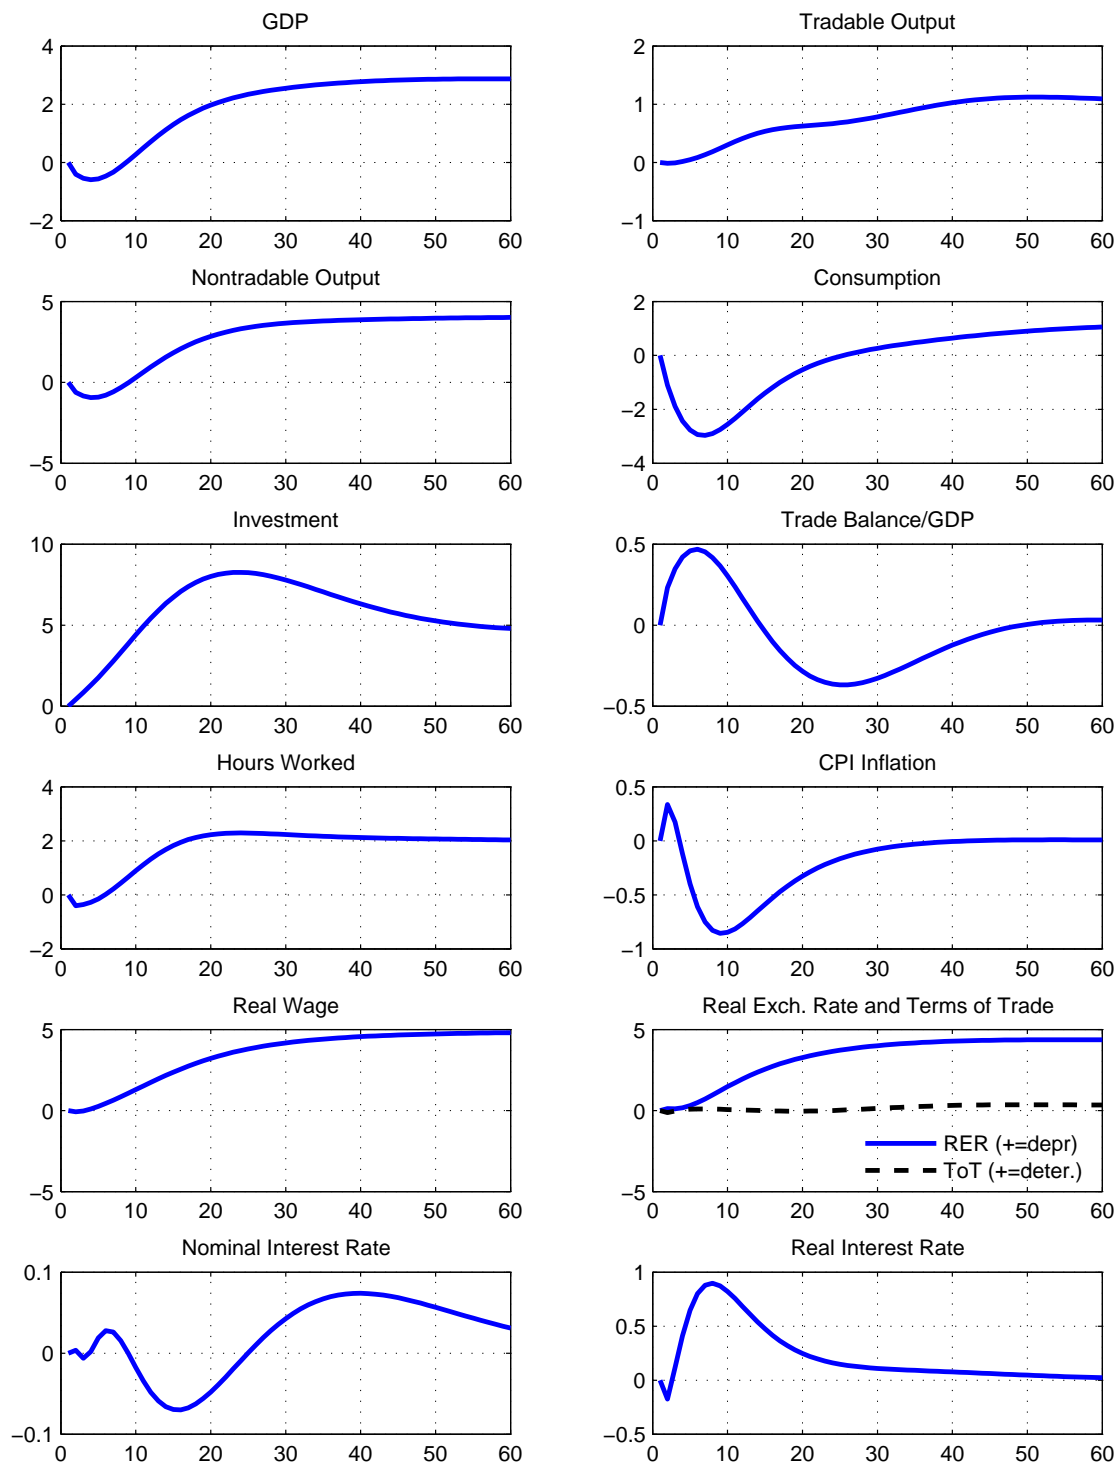 GDP
4
2
0
−2
0 10 20 30 40 50 60
Tradable Output
2
1
0
−1
0 10 20 30 40 50 60
Nontradable Output
5
0
−5
0 10 20 30 40 50 60
Consumption
2
0
−2
−4
0 10 20 30 40 50 60
Investment
10
5
0
0 10 20 30 40 50 60
Trade Balance/GDP
0.5
0
−0.5
0 10 20 30 40 50 60
Hours Worked
4
2
0
−2
0 10 20 30 40 50 60
CPI Inflation
0.5
0
−0.5
−1
0 10 20 30 40 50 60
Real Wage
5
0
−5
0 10 20 30 40 50 60
Real Exch. Rate and Terms of Trade
5
0
RER (+=depr)
ToT (+=deter.)
−5
0 10 20 30 40 50 60
Nominal Interest Rate
0.1
0
−0.1
0 10 20 30 40 50 60
Real Interest Rate
1
0.5
0
−0.5
0 10 20 30 40 50 60